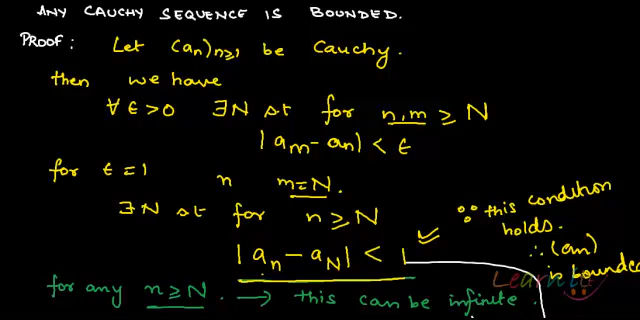 ANY CAUCHY SEQUENCE IS BOUNDED.
Proof: Let (an)n≥1 be Cauchy.
then we have
∀ ε>0 ∃N st for n,m ≥ N
|am - an| < ε
for ε = 1 n m=N.
∃N st for n≥N
|an - aN| < 1
∵ this condition
holds.
∴ (an)
is bounded
for any n≥N. → this can be infinite